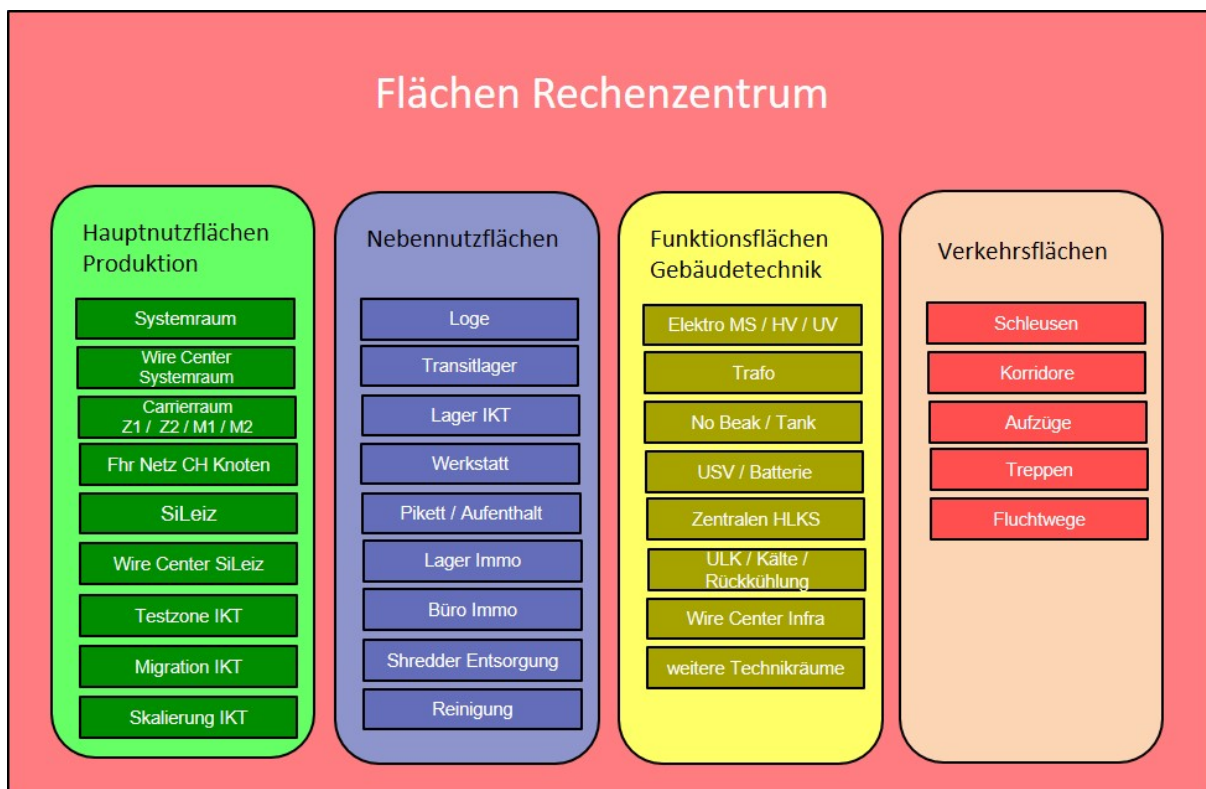 Flächen Rechenzentrum
Hauptnutzflächen
Produktion
Systemraum
Wire Center
Systemraum
Carrierraum
Z1 / Z2 / M1 / M2
Fhr Netz CH Knoten
SiLeiz
Wire Center SiLeiz
Testzone IKT
Migration IKT
Skalierung IKT
Nebennutzflächen
Loge
Transitlager
Lager IKT
Werkstatt
Pikett / Aufenthalt
Lager Immo
Büro Immo
Shredder Entsorgung
Reinigung
Funktionsflächen
Gebäudetechnik
Elektro MS / HV / UV
Trafo
No Beak / Tank
USV / Batterie
Zentralen HLKS
ULK / Kälte /
Rückkühlung
Wire Center Infra
weitere Technikräume
Verkehrsflächen
Schleusen
Korridore
Aufzüge
Treppen
Fluchtwege